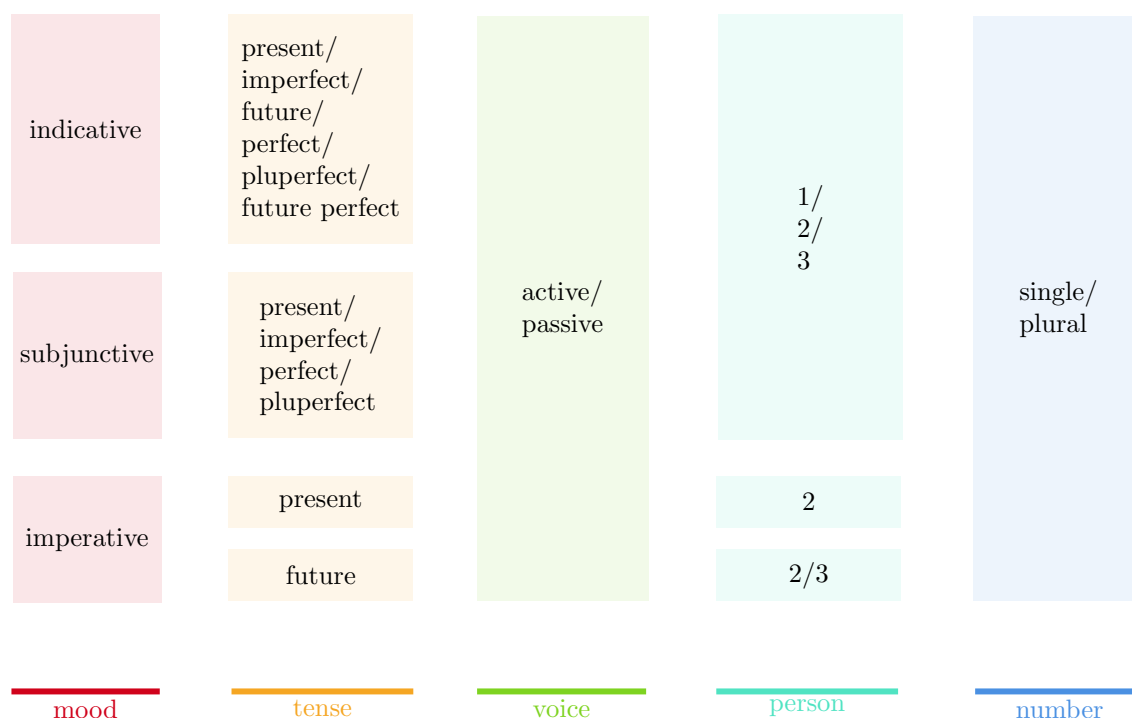 indicative
present/
imperfect/
future/
perfect/
pluperfect/
future perfect
subjunctive
present/
imperfect/
perfect/
pluperfect
active/
passive
1/
2/
3
single/
plural
imperative
present
2
future
2/3
mood
tense
voice
person
number